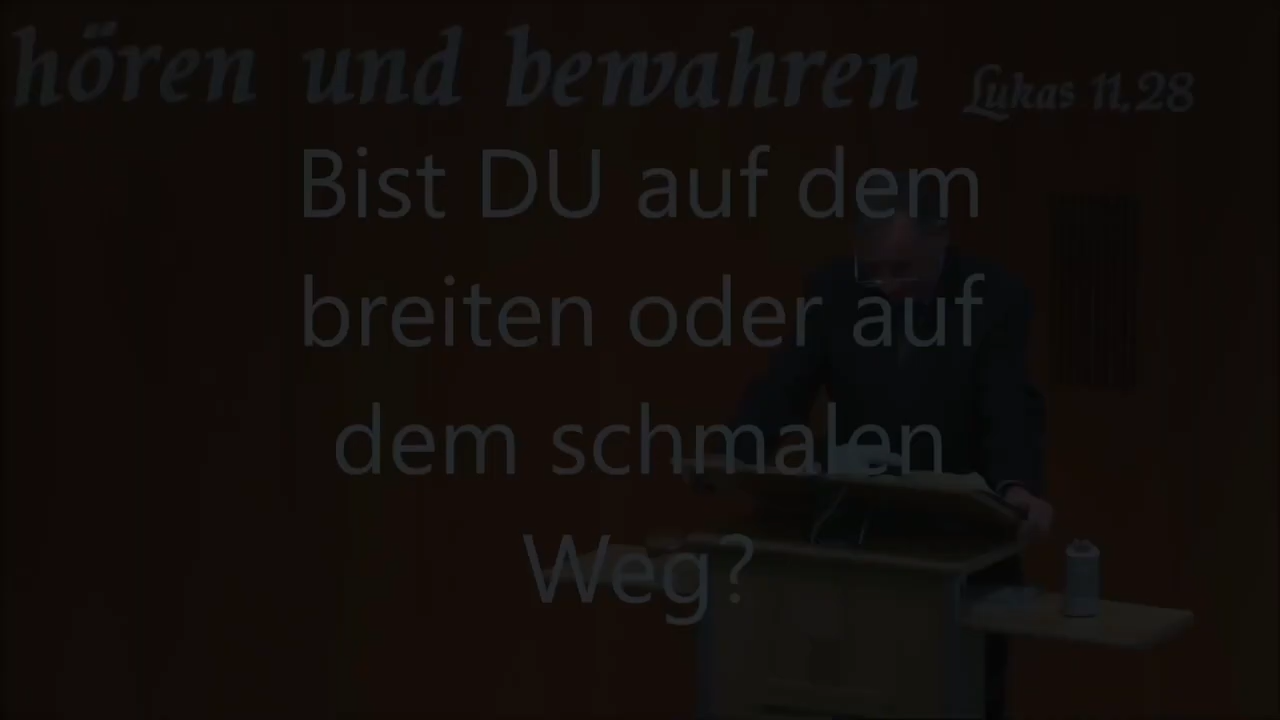 hören und bewahren Lukas 11,28
Bist DU auf dem
breiten oder auf
dem schmalen
Weg?